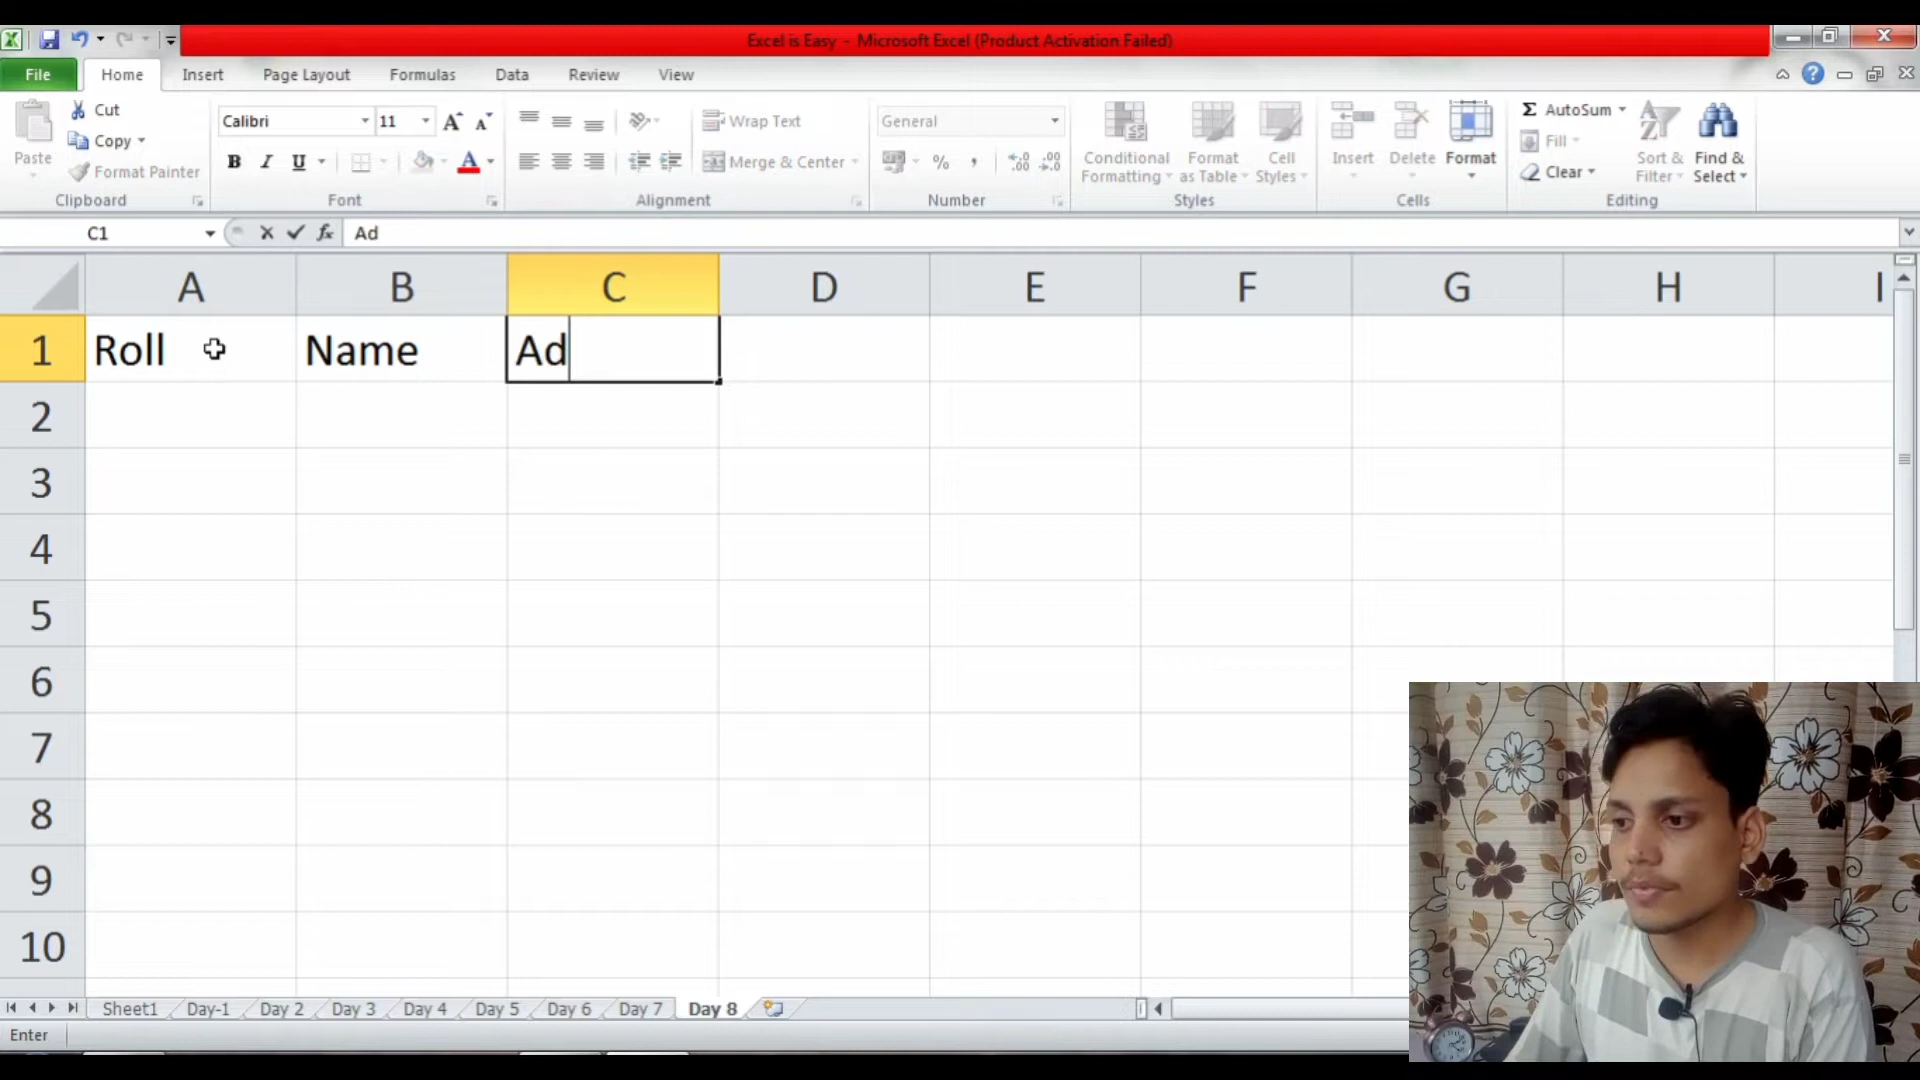 Excel is Easy - Microsoft Excel (Product Activation Failed)
File Home Insert Page Layout Formulas Data Review View
Paste
Cut
Copy
Format Painter
Clipboard
Calibri 11
B I U A
Font
Wrap Text
Merge & Center
Alignment
General
% ,
Number
Conditional Formatting
Format as Table
Cell Styles
Styles
Insert Delete Format
Cells
Σ AutoSum
Fill
Clear
Sort & Filter
Find & Select
Editing
C1 fx Ad
A B C D E F G H I
1 Roll Name Ad
2
3
4
5
6
7
8
9
10
Sheet1 Day-1 Day 2 Day 3 Day 4 Day 5 Day 6 Day 7 Day 8
Enter